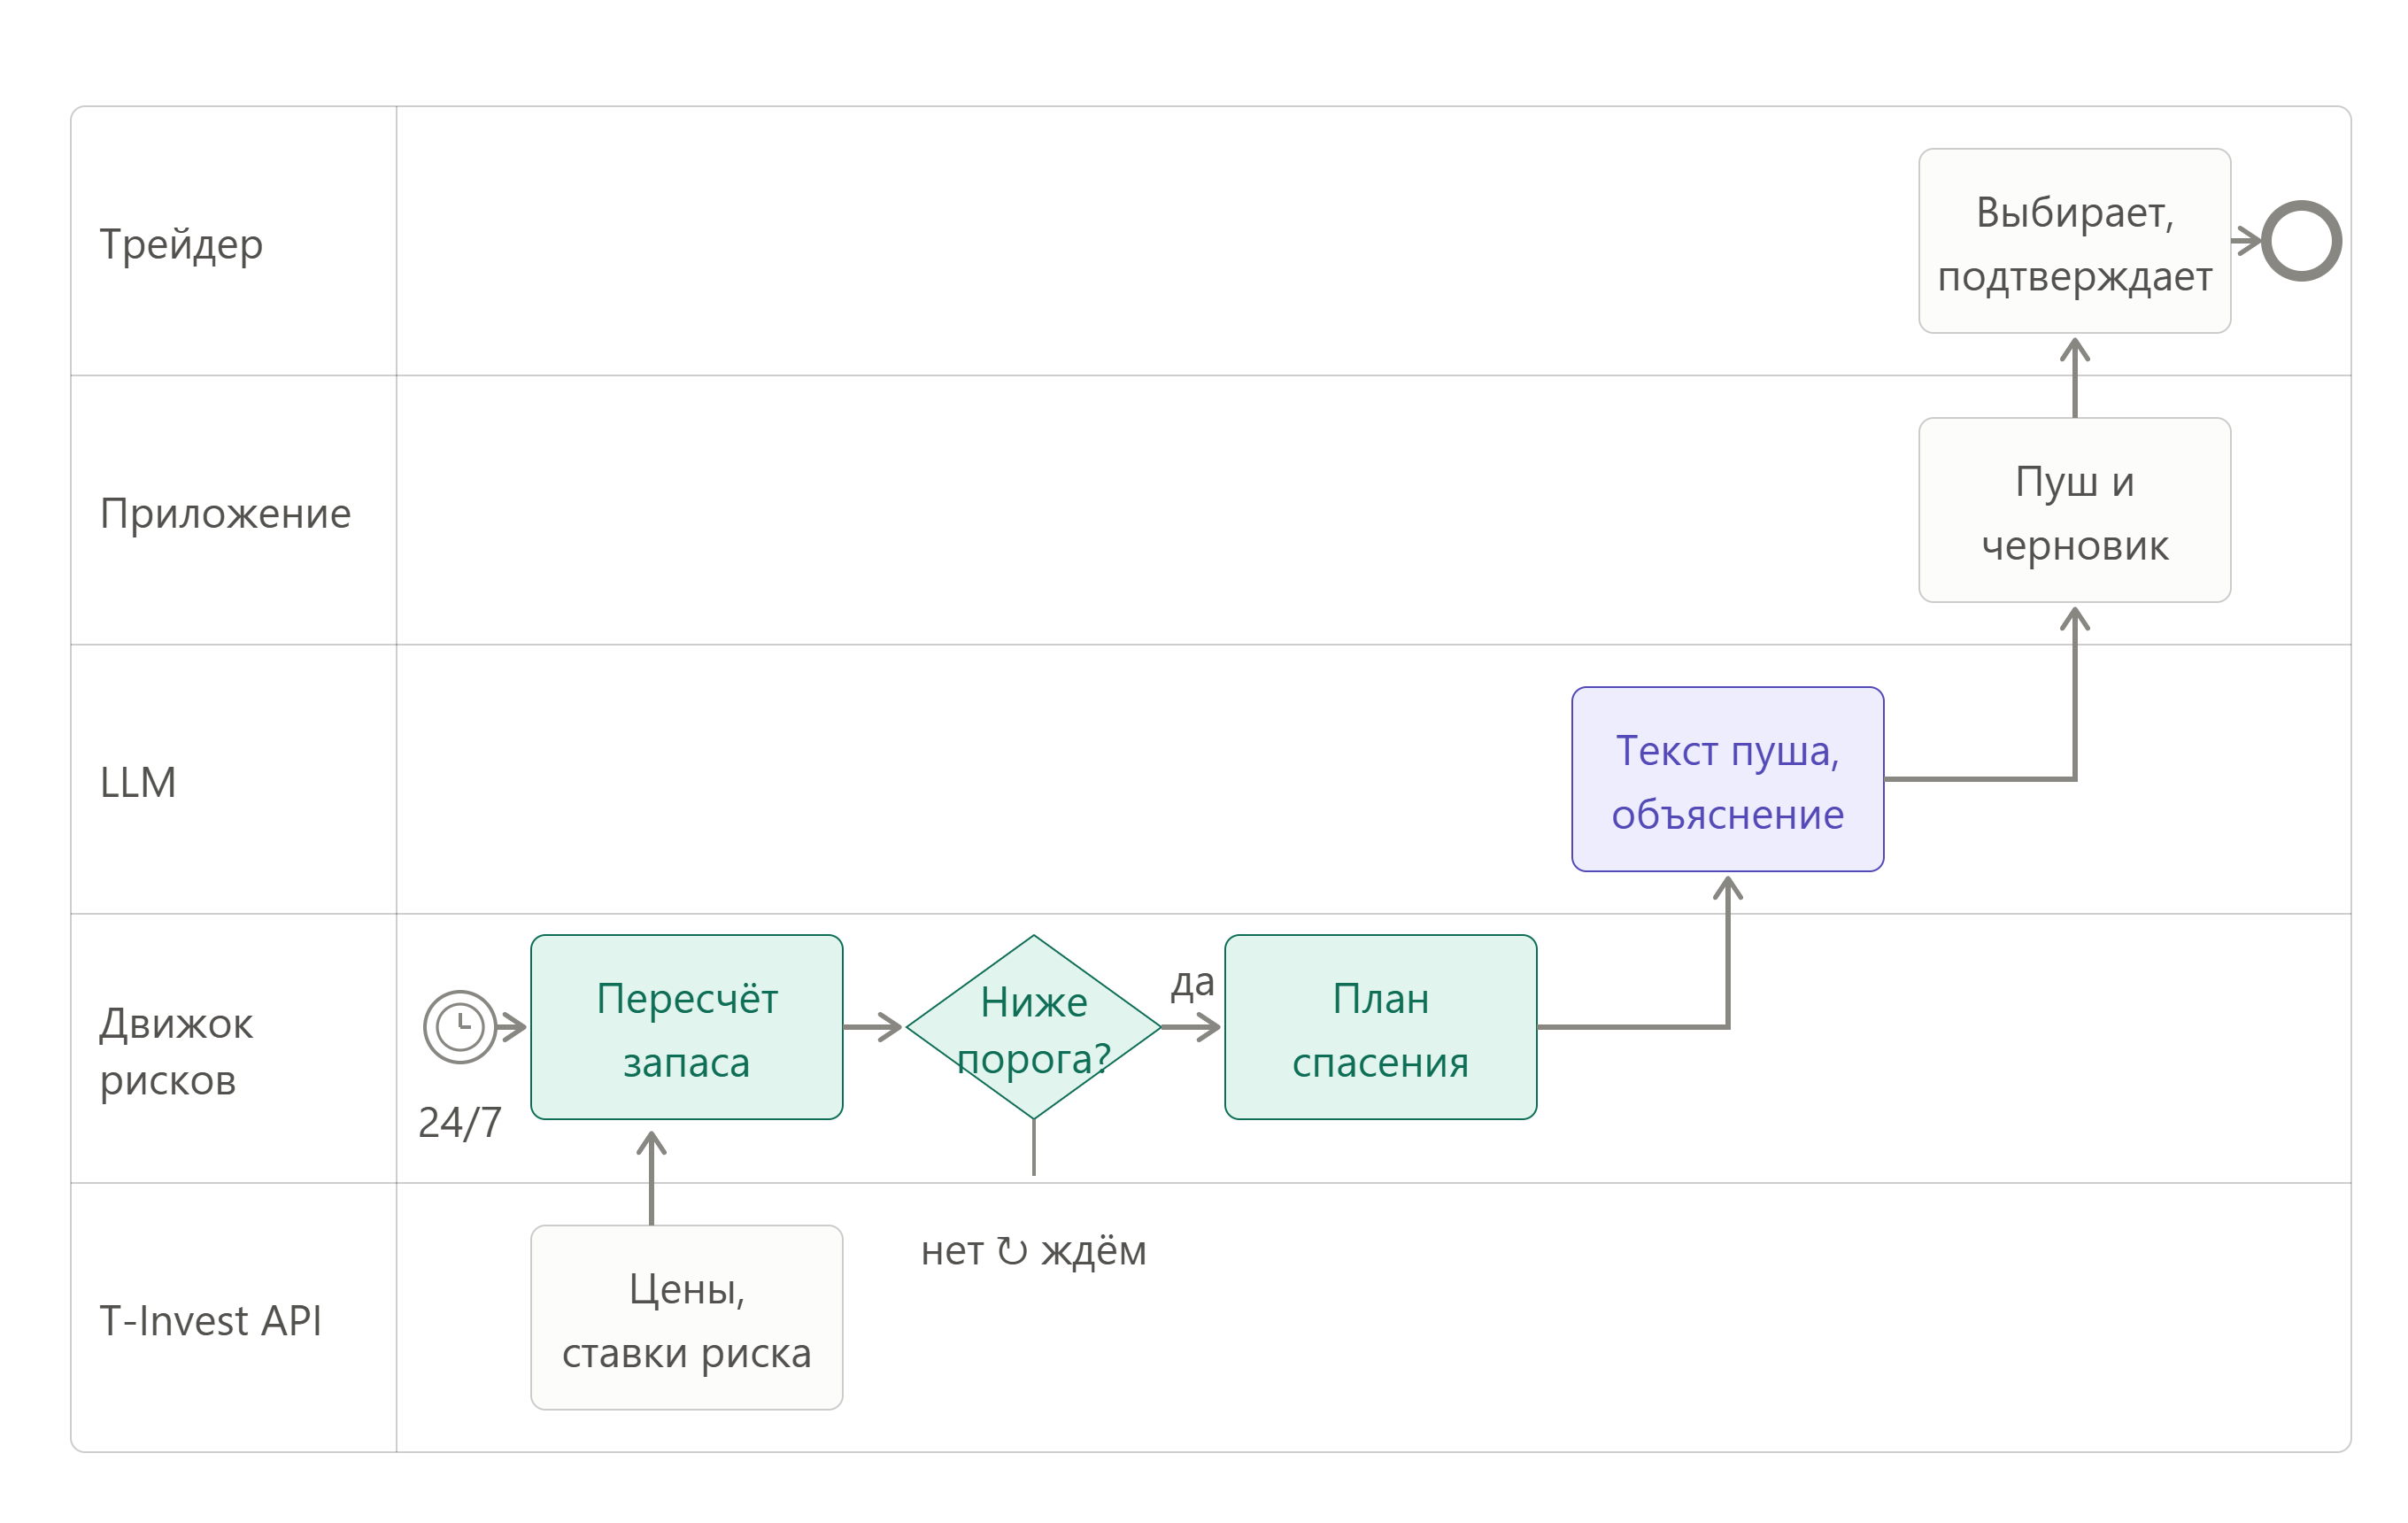 Трейдер
Выбирает,
подтверждает
Приложение
Пуш и
черновик
LLM
Текст пуша,
объяснение
Движок
рисков
24/7
Пересчёт
запаса
Ниже
порога?
да
План
спасения
T-Invest API
Цены,
ставки риска
нет ↻ ждём